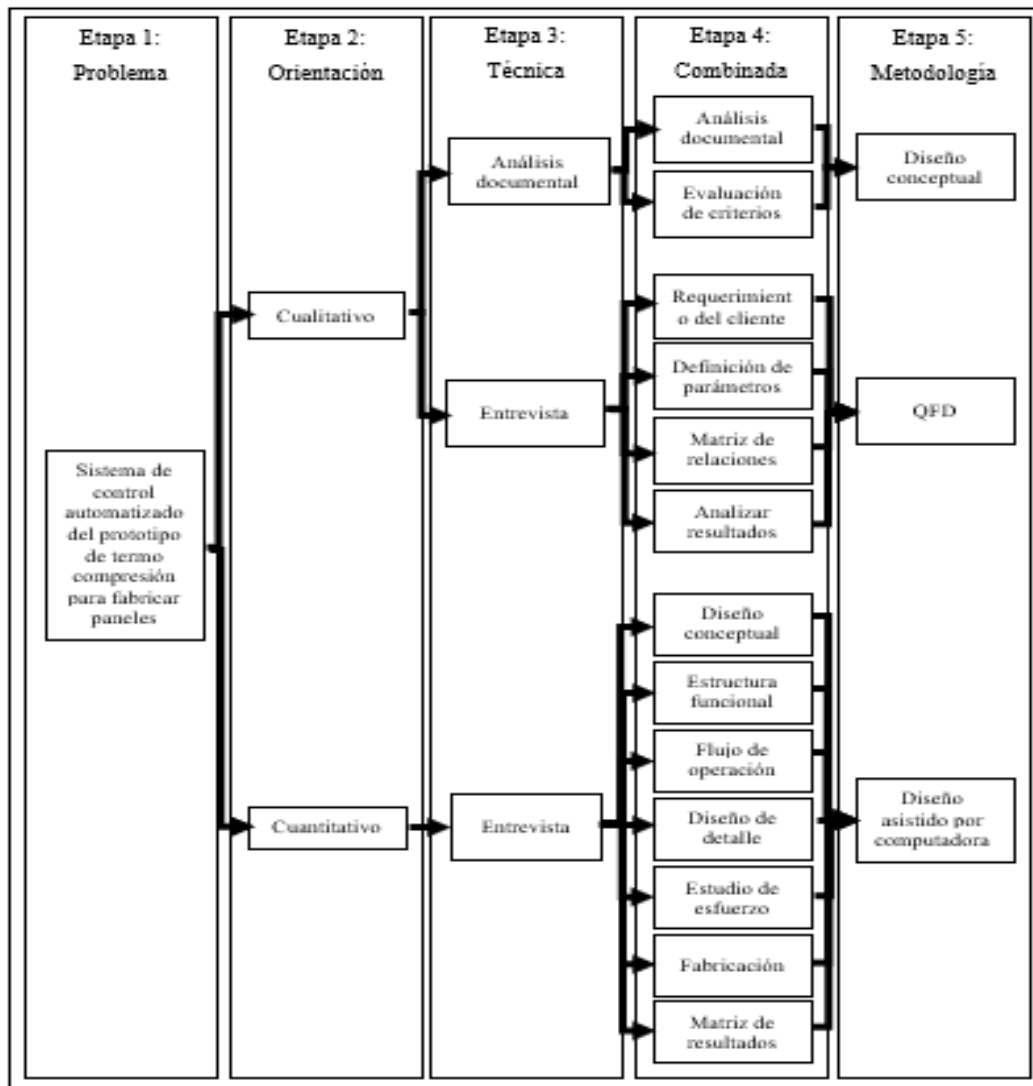 Etapa 1:
Problema
Sistema de
control
automatizado
del prototipo
de termo
compresión
para fabricar
paneles
Etapa 2:
Orientación
Cualitativo
Cuantitativo
Etapa 3:
Técnica
Análisis
documental
Entrevista
Entrevista
Etapa 4:
Combinada
Análisis
documental
Evaluación
de criterios
Requerimient
o del cliente
Definición de
parámetros
Matriz de
relaciones
Analizar
resultados
Diseño
conceptual
Estructura
funcional
Flujo de
operación
Diseño de
detalle
Estudio de
esfuerzo
Fabricación
Matriz de
resultados
Etapa 5:
Metodología
Diseño
conceptual
QFD
Diseño
asistido por
computadora